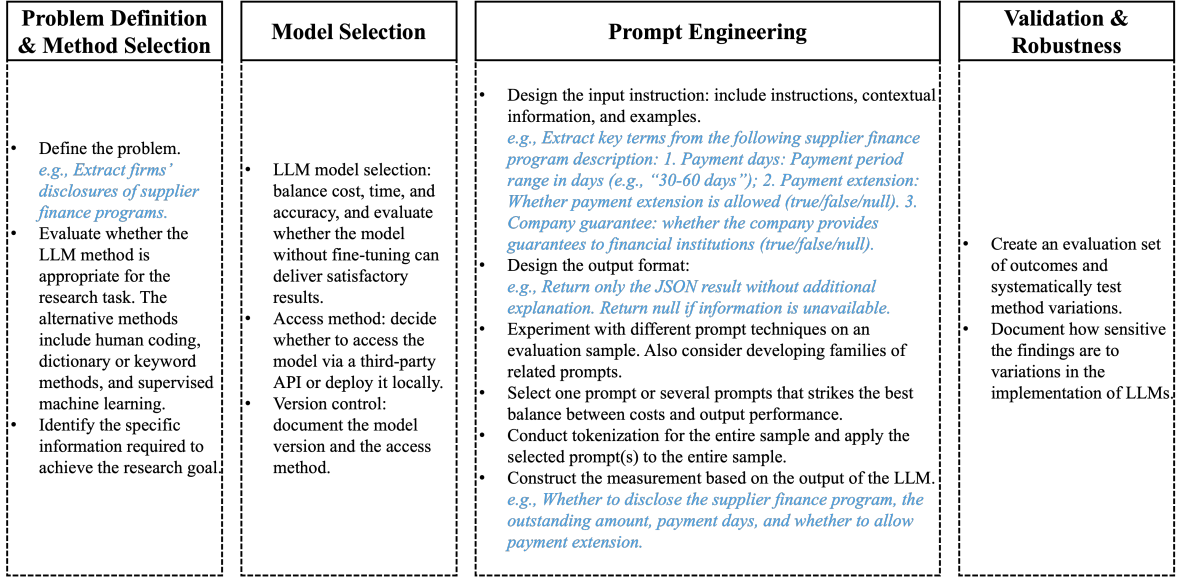 Problem Definition
& Method Selection
• Define the problem.
e.g., Extract firms’
disclosures of supplier
finance programs.
• Evaluate whether the
LLM method is
appropriate for the
research task. The
alternative methods
include human coding,
dictionary or keyword
methods, and supervised
machine learning.
• Identify the specific
information required to
achieve the research goal.
Model Selection
• LLM model selection:
balance cost, time, and
accuracy, and evaluate
whether the model
without fine-tuning can
deliver satisfactory
results.
• Access method: decide
whether to access the
model via a third-party
API or deploy it locally.
• Version control:
document the model
version and the access
method.
Prompt Engineering
• Design the input instruction: include instructions, contextual
information, and examples.
e.g., Extract key terms from the following supplier finance
program description: 1. Payment days: Payment period
range in days (e.g., “30-60 days”); 2. Payment extension:
Whether payment extension is allowed (true/false/null). 3.
Company guarantee: whether the company provides
guarantees to financial institutions (true/false/null).
• Design the output format:
e.g., Return only the JSON result without additional
explanation. Return null if information is unavailable.
• Experiment with different prompt techniques on an
evaluation sample. Also consider developing families of
related prompts.
• Select one prompt or several prompts that strikes the best
balance between costs and output performance.
• Conduct tokenization for the entire sample and apply the
selected prompt(s) to the entire sample.
• Construct the measurement based on the output of the LLM.
e.g., Whether to disclose the supplier finance program, the
outstanding amount, payment days, and whether to allow
payment extension.
Validation &
Robustness
• Create an evaluation set
of outcomes and
systematically test
method variations.
• Document how sensitive
the findings are to
variations in the
implementation of LLMs.